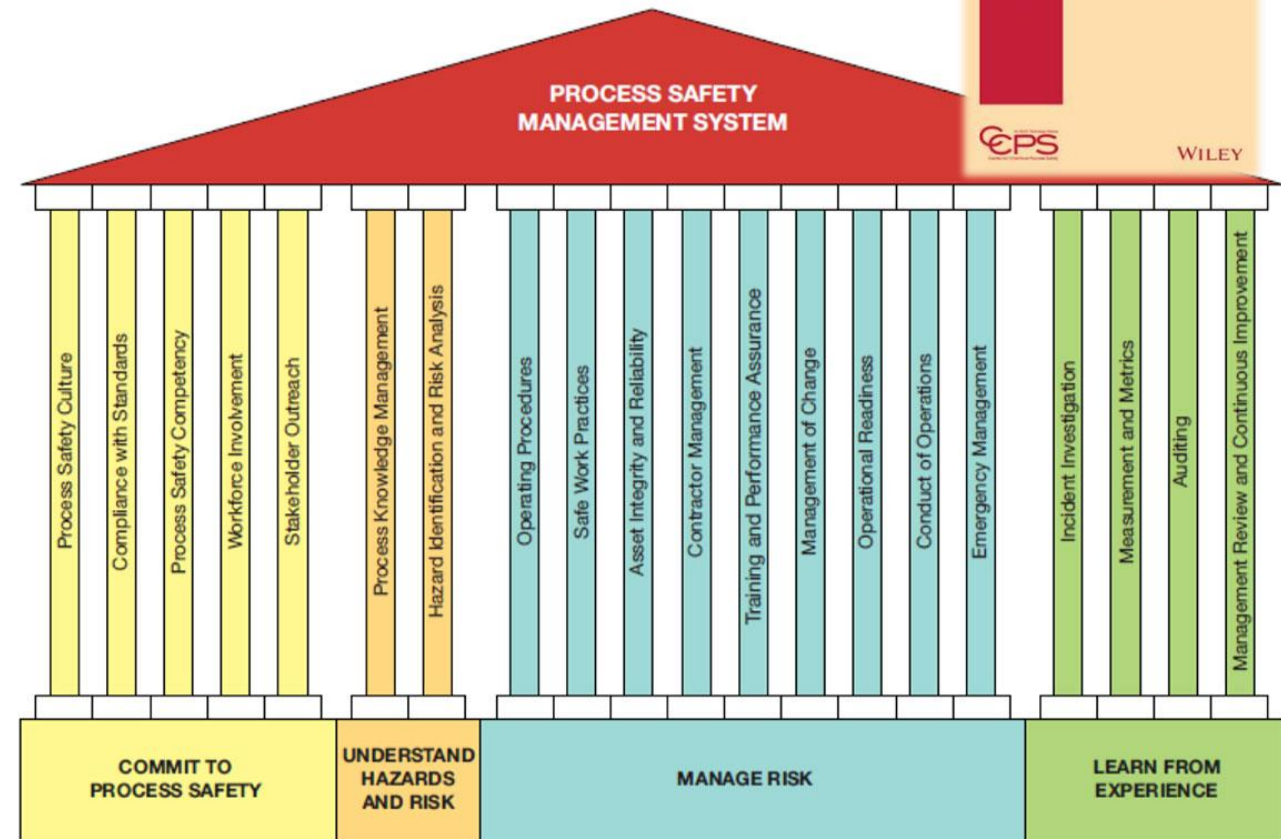 PROCESS SAFETY
MANAGEMENT SYSTEM
CCPS
WILEY
Process Safety Culture
Compliance with Standards
Process Safety Competency
Workforce Involvement
Stakeholder Outreach
Process Knowledge Management
Hazard Identification and Risk Analysis
Operating Procedures
Safe Work Practices
Asset Integrity and Reliability
Contractor Management
Training and Performance Assurance
Management of Change
Operational Readiness
Conduct of Operations
Emergency Management
Incident Investigation
Measurement and Metrics
Auditing
Management Review and Continuous Improvement
COMMIT TO
PROCESS SAFETY
UNDERSTAND
HAZARDS
AND RISK
MANAGE RISK
LEARN FROM
EXPERIENCE